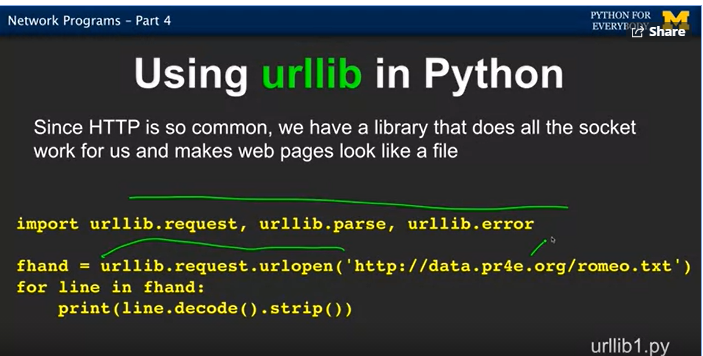 Network Programs - Part 4
PYTHON FOR
EVERYBODY
Share
Using urllib in Python
Since HTTP is so common, we have a library that does all the socket
work for us and makes web pages look like a file
import urllib.request, urllib.parse, urllib.error
fhand = urllib.request.urlopen('http://data.pr4e.org/romeo.txt')
for line in fhand:
    print(line.decode().strip())
urllib1.py